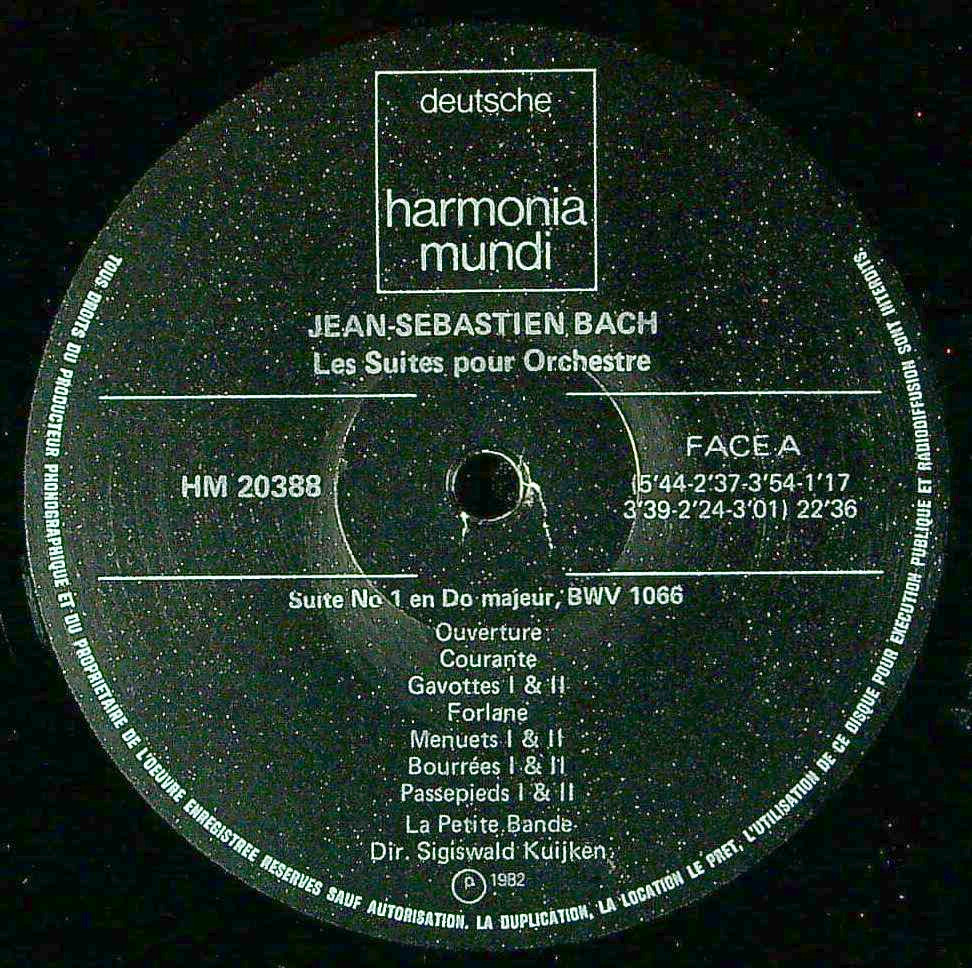 deutsche
harmonia
mundi
JEAN-SEBASTIEN BACH
Les Suites pour Orchestre
HM 20388
FACE A
(5'44-2'37-3'54-1'17
3'39-2'24-3'01) 22'36
Suite No 1 en Do majeur, BWV 1066
Ouverture
Courante
Gavottes I & II
Forlane
Menuets I & II
Bourrées I & II
Passepieds I & II
La Petite Bande
Dir. Sigiswald Kuijken
℗ 1982
TOUS DROITS DU PRODUCTEUR PHONOGRAPHIQUE ET DU PROPRIETAIRE DE L'OEUVRE ENREGISTREE RESERVES SAUF AUTORISATION. LA DUPLICATION, LA LOCATION LE PRET, L'UTILISATION DE CE DISQUE POUR EXECUTION PUBLIQUE ET RADIODIFFUSION SONT INTERDITS